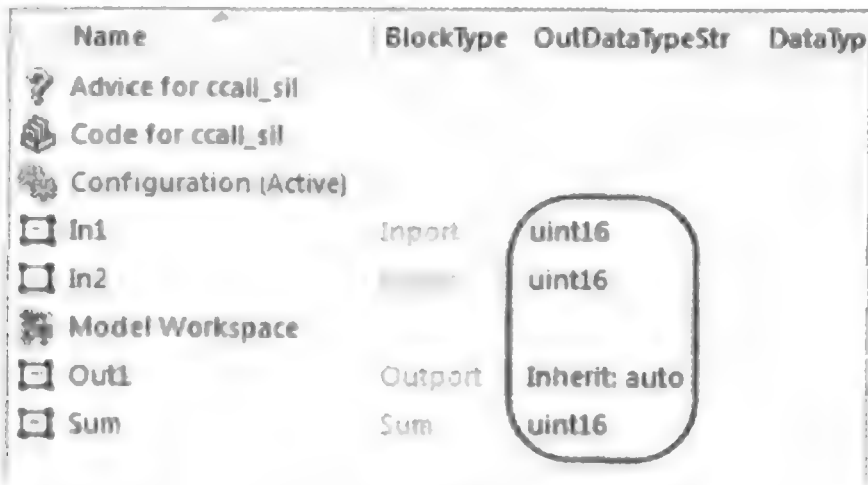 Name BlockType OutDataTypeStr DataTyp
Advice for ccall_sil
Code for ccall_sil
Configuration (Active)
In1 Inport uint16
In2 uint16
Model Workspace
Out1 Outport Inherit: auto
Sum Sum uint16